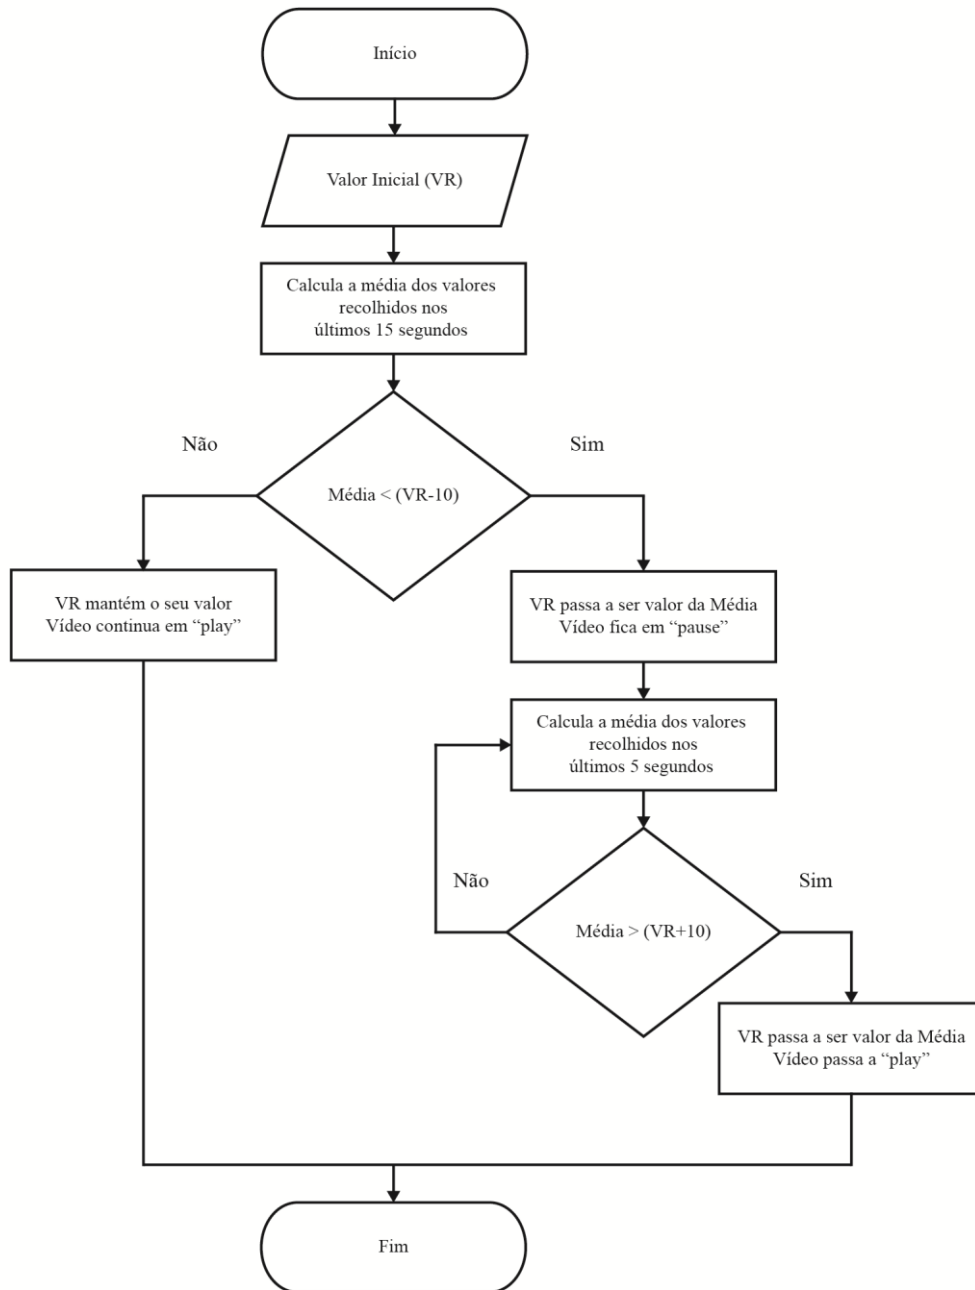 Início
Valor Inicial (VR)
Calcula a média dos valores
recolhidos nos
últimos 15 segundos
Não
Sim
Média < (VR-10)
VR mantém o seu valor
Vídeo continua em “play”
VR passa a ser valor da Média
Vídeo fica em “pause”
Calcula a média dos valores
recolhidos nos
últimos 5 segundos
Não
Sim
Média > (VR+10)
VR passa a ser valor da Média
Vídeo passa a “play”
Fim